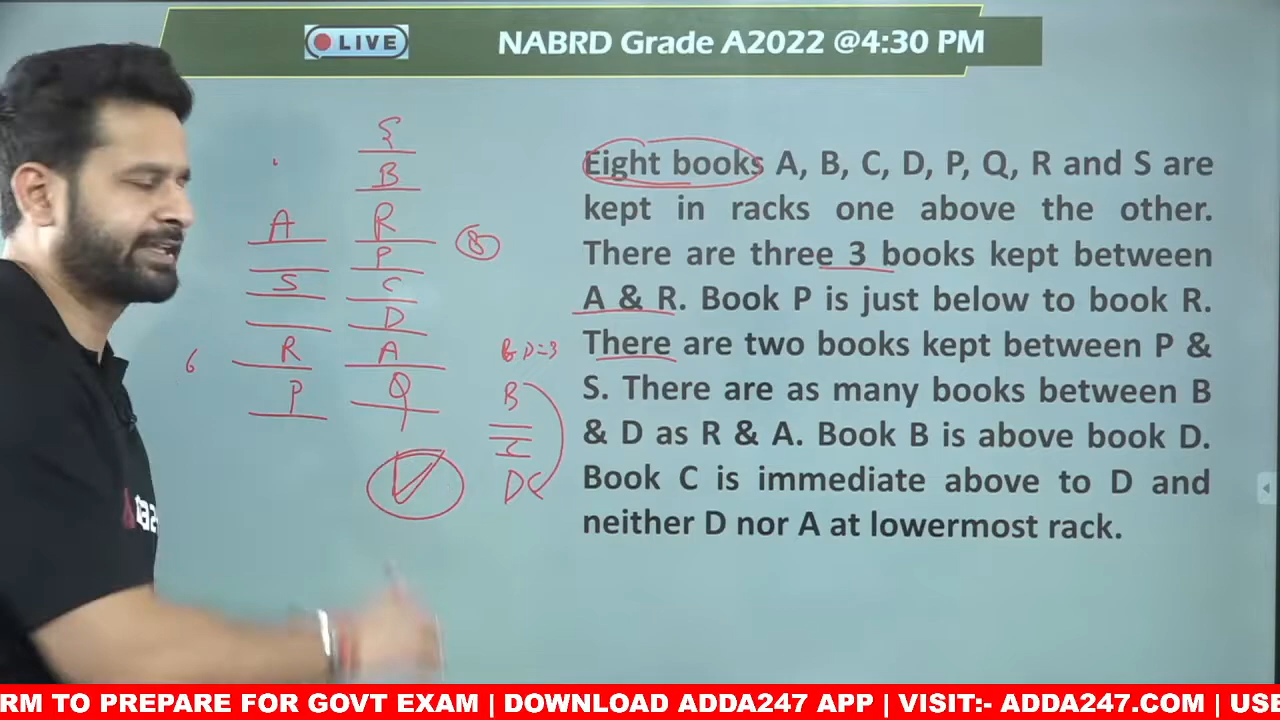 LIVE
NABRD Grade A2022 @4:30 PM
Eight books A, B, C, D, P, Q, R and S are
kept in racks one above the other.
There are three 3 books kept between
A & R. Book P is just below to book R.
There are two books kept between P &
S. There are as many books between B
& D as R & A. Book B is above book D.
Book C is immediate above to D and
neither D nor A at lowermost rack.
A
S
R
6
P
S
B
R
P
C
D
A
Q
8
B D=3
B
C
D
RM TO PREPARE FOR GOVT EXAM | DOWNLOAD ADDA247 APP | VISIT:- ADDA247.COM | USE